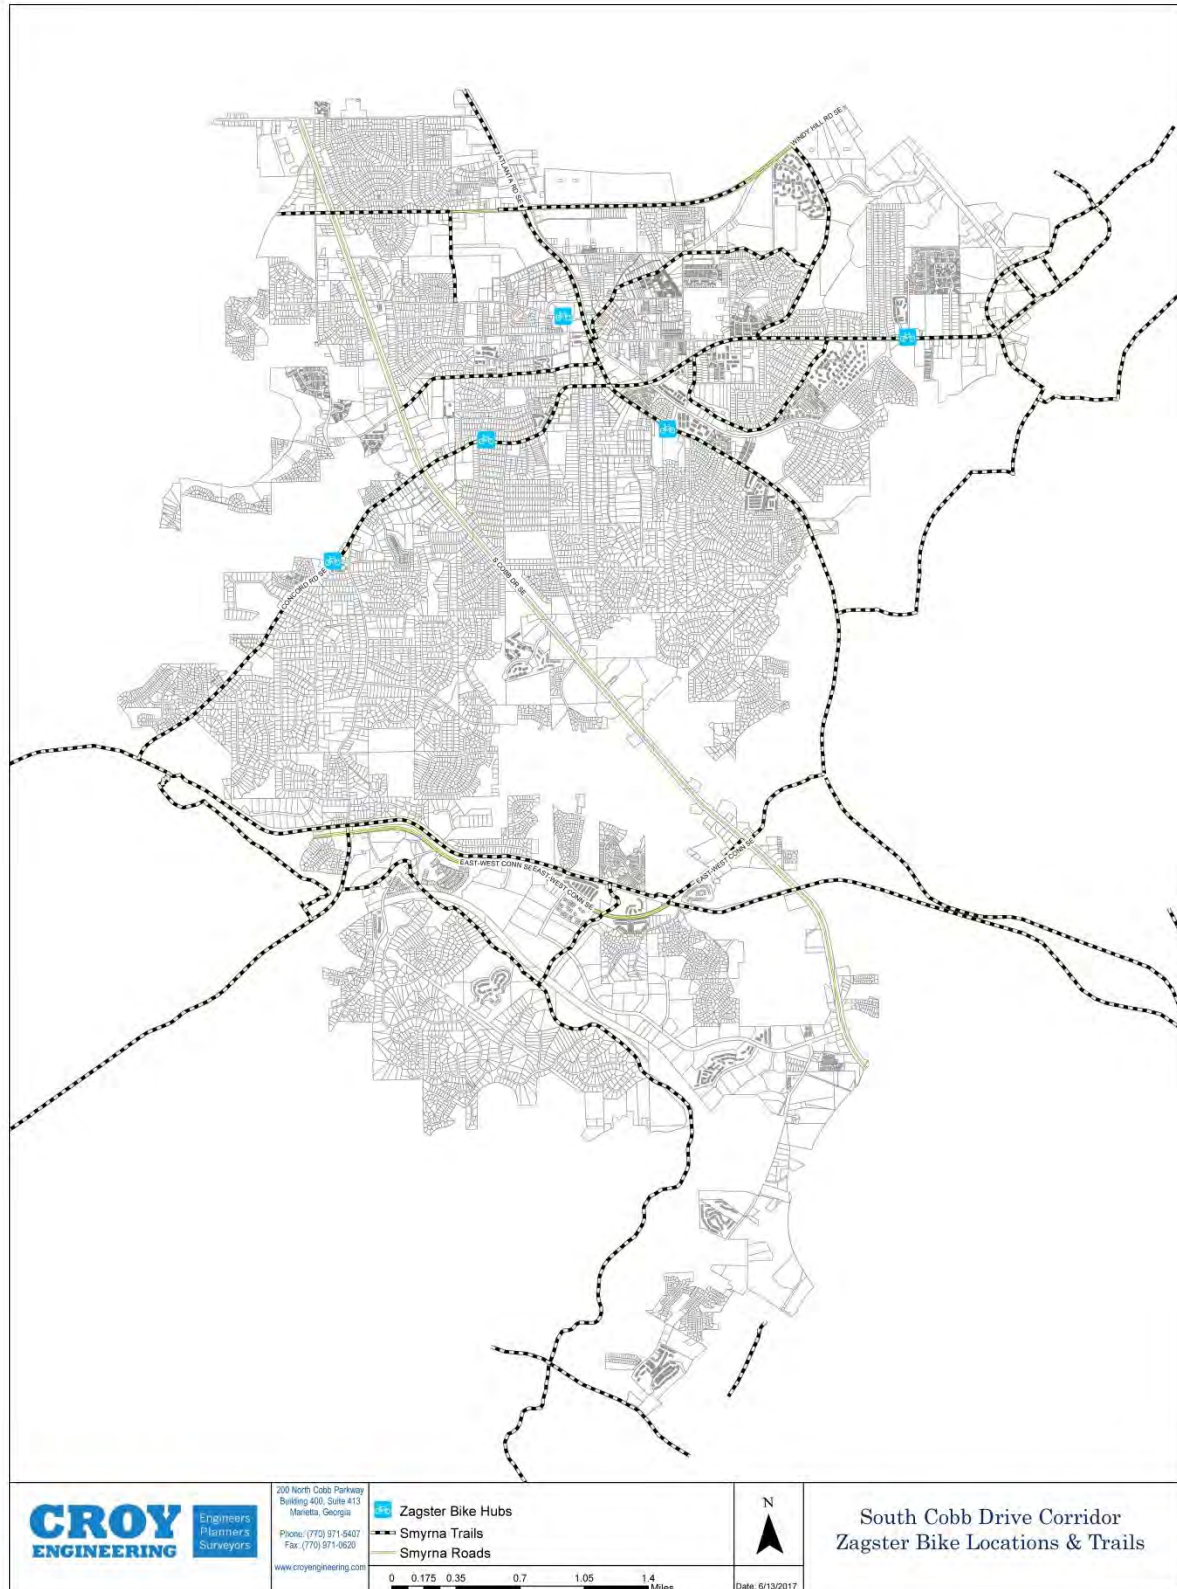 WINDY HILL RD SE
ATLANTA RD SE
CONCORD RD SE
S COBB DR SE
EAST-WEST CONN SE
EAST-WEST CONN SE
EAST-WEST CONN SE
CROY
ENGINEERING
Engineers
Planners
Surveyors
200 North Cobb Parkway
Building 400, Suite 413
Marietta, Georgia
Phone: (770) 971-5407
Fax: (770) 971-0620
www.croyengineering.com
Zagster Bike Hubs
Smyrna Trails
Smyrna Roads
0 0.175 0.35 0.7 1.05 1.4
Miles
N
Date: 6/13/2017
South Cobb Drive Corridor
Zagster Bike Locations & Trails